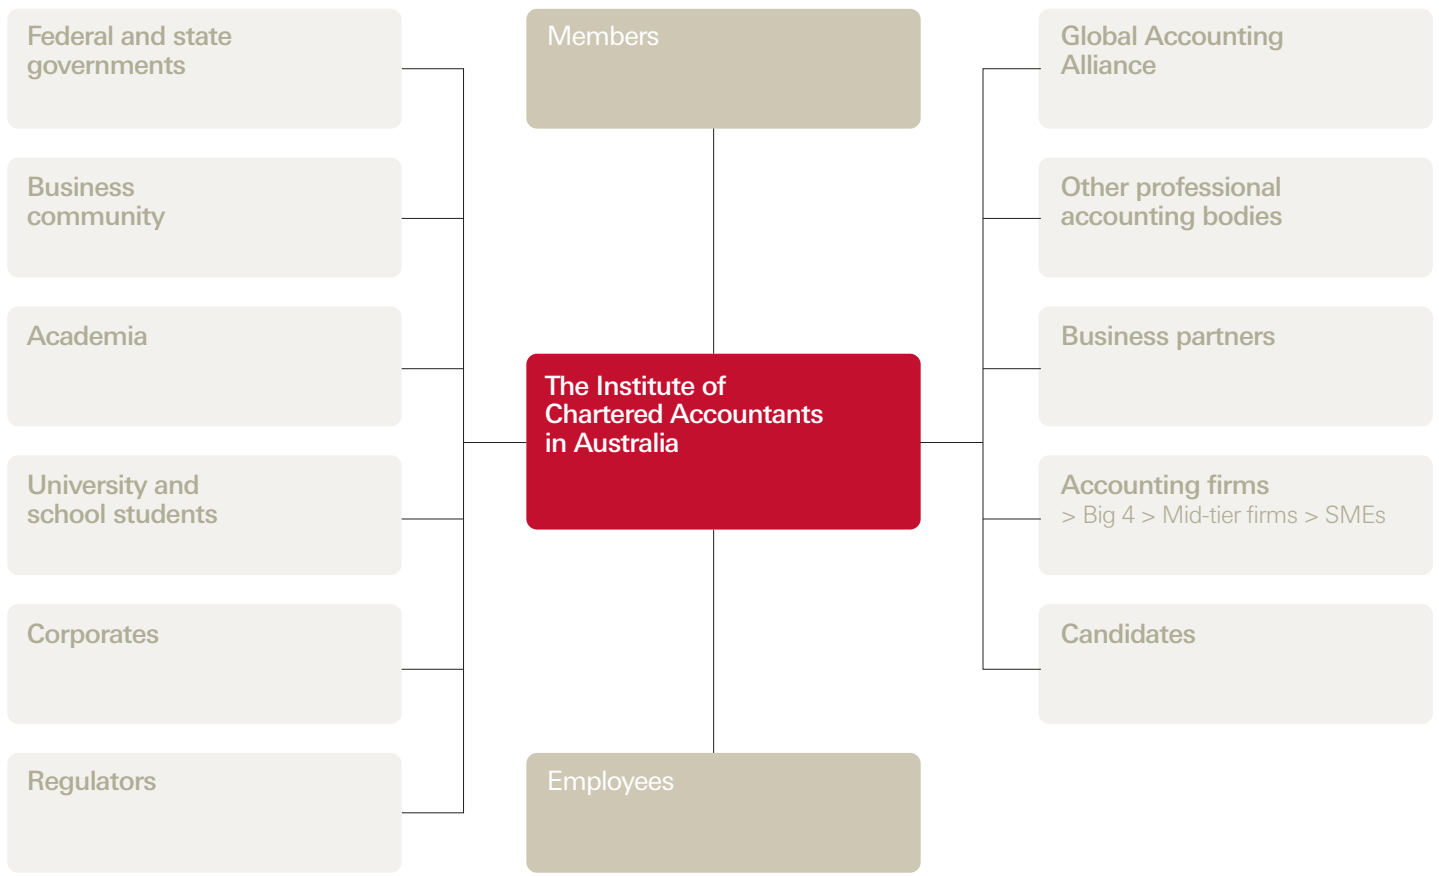 Federal and state
governments
Business
community
Academia
University and
school students
Corporates
Regulators
Members
The Institute of
Chartered Accountants
in Australia
Employees
Global Accounting
Alliance
Other professional
accounting bodies
Business partners
Accounting firms
> Big 4 > Mid-tier firms > SMEs
Candidates